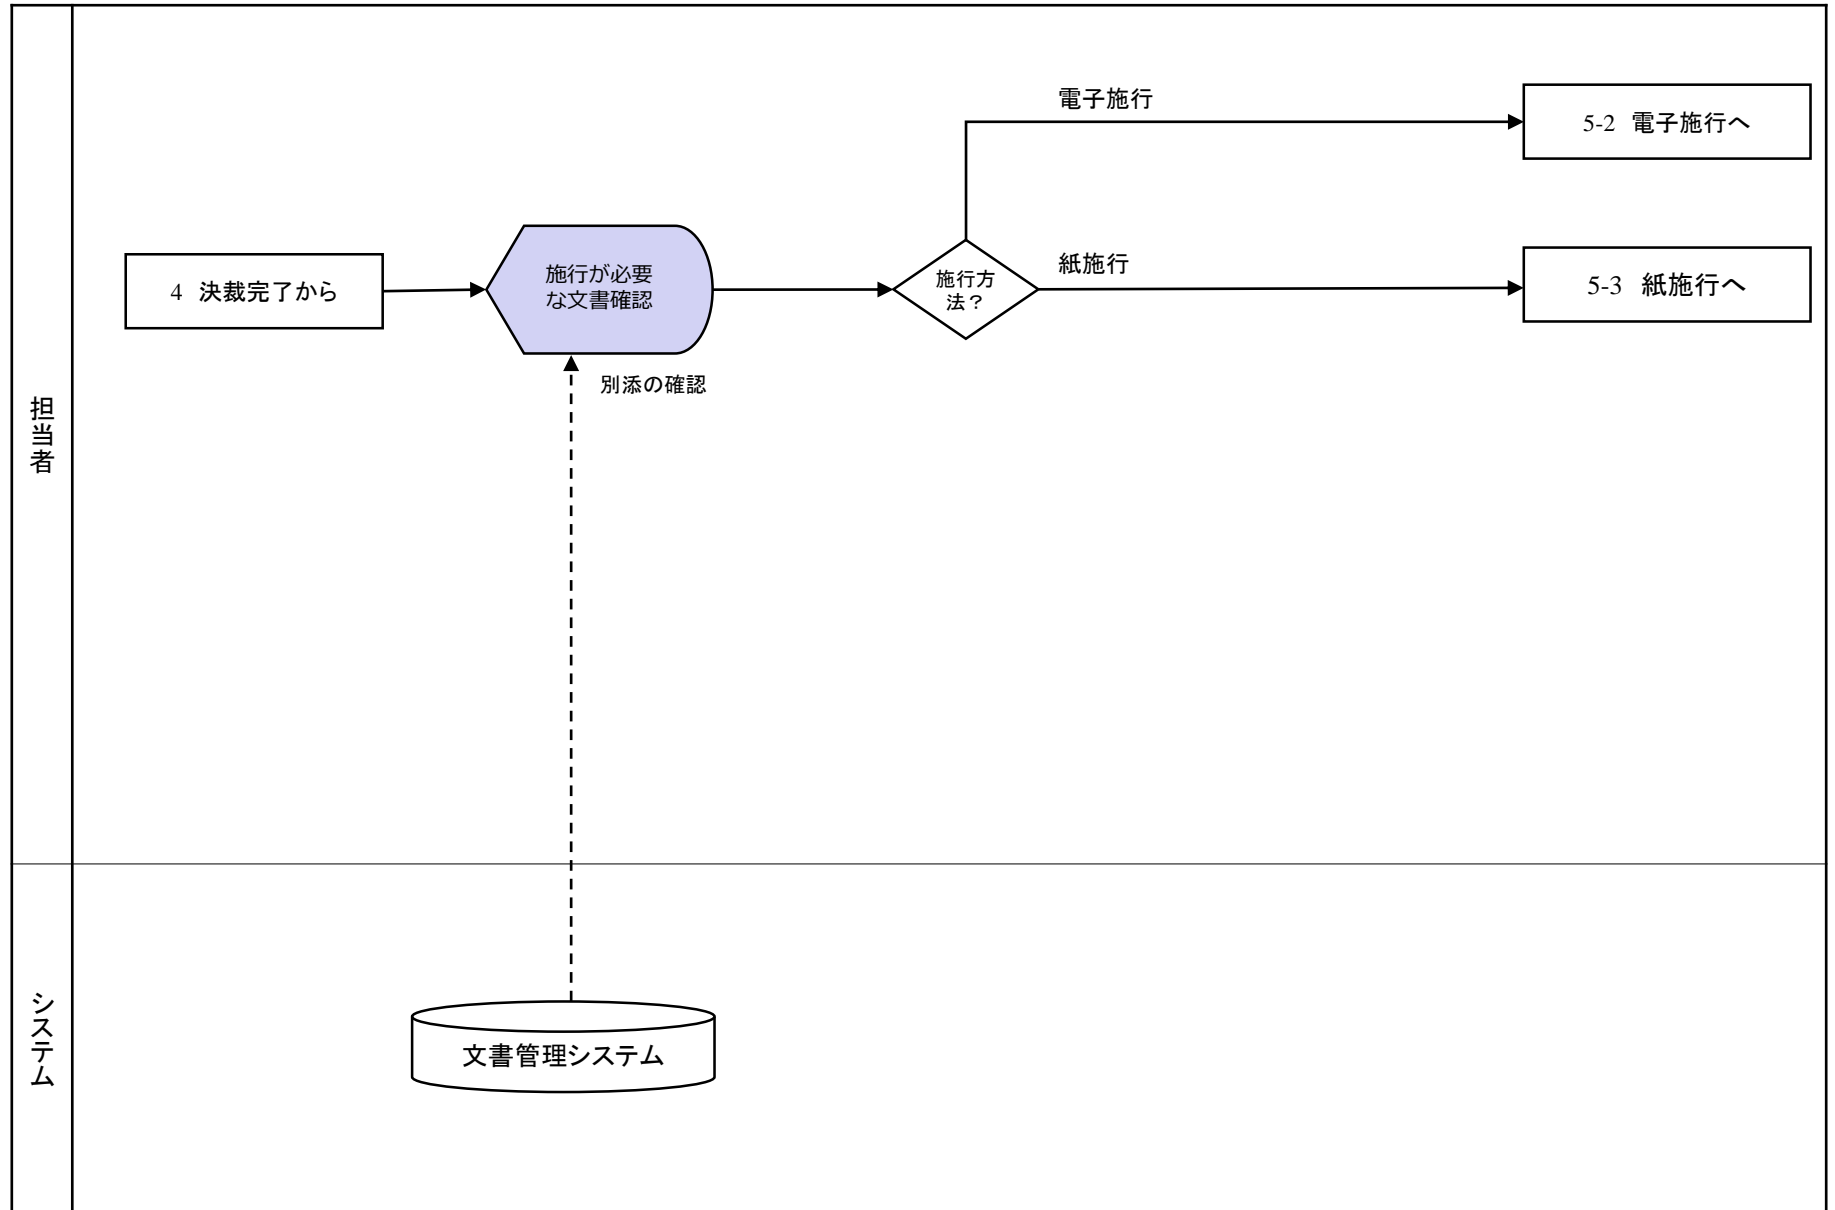 担当者
電子施行
5-2 電子施行へ
4 決裁完了から
施行が必要
な文書確認
施行方
法？
紙施行
5-3 紙施行へ
別添の確認
システム
文書管理システム